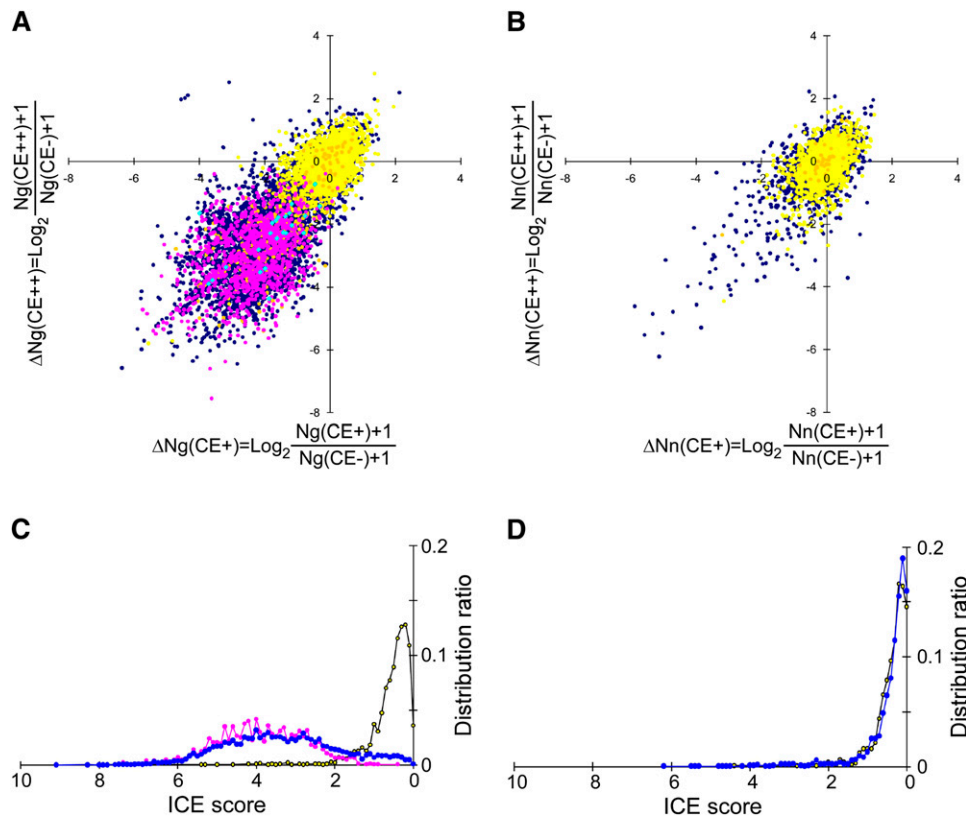 A
4
2
0
-8 -6 -4 -2 0 2 4
-2
-4
-6
-8
ΔNg(CE++)=Log2 Ng(CE++)+1
Ng(CE-)+1
ΔNg(CE+)=Log2 Ng(CE+)+1
Ng(CE-)+1
B
4
2
0
-8 -6 -4 -2 0 2 4
-2
-4
-6
-8
ΔNn(CE++)=Log2 Nn(CE++)+1
Nn(CE-)+1
ΔNn(CE+)=Log2 Nn(CE+)+1
Nn(CE-)+1
C
0.2
0.1
0
Distribution ratio
10 8 6 4 2 0
ICE score
D
0.2
0.1
0
Distribution ratio
10 8 6 4 2 0
ICE score